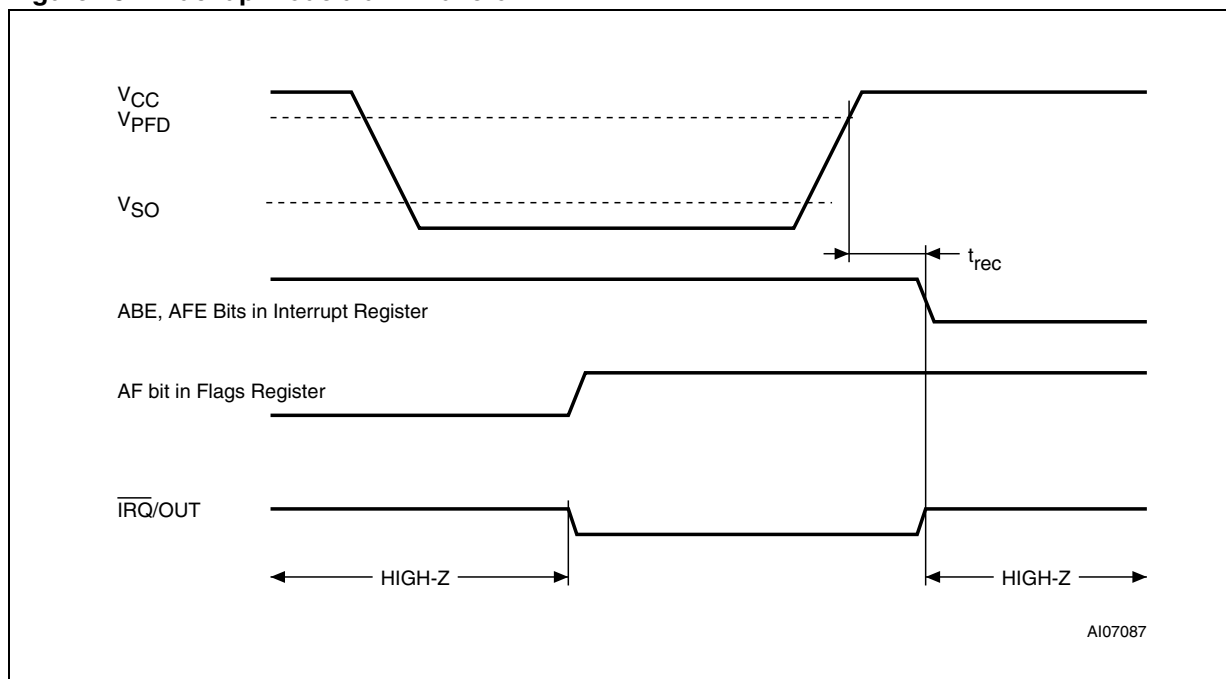 VCC
VPFD
VSO
trec
ABE, AFE Bits in Interrupt Register
AF bit in Flags Register
IRQ/OUT
HIGH-Z
HIGH-Z
AI07087